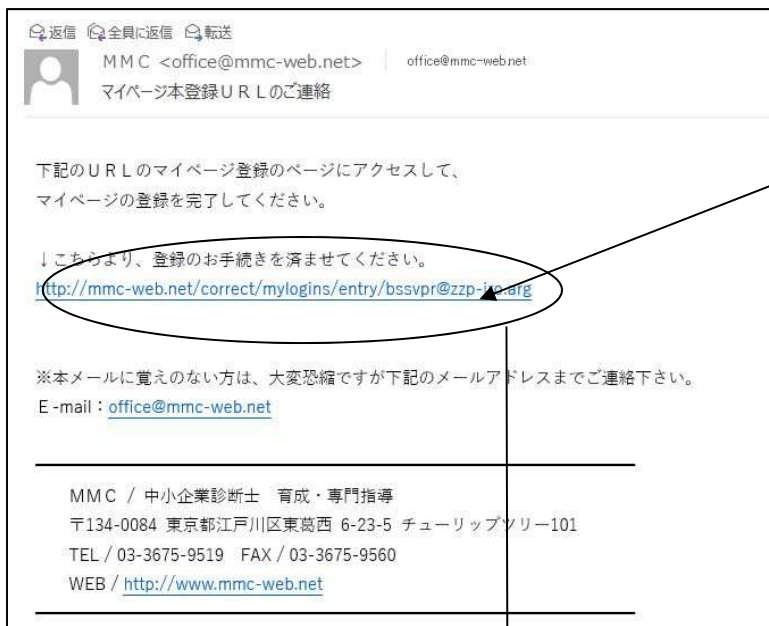 返信 全員に返信 転送
MMC <office@mmc-web.net> office@mmc-web.net
マイページ本登録URLのご連絡
下記のURLのマイページ登録のページにアクセスして、
マイページの登録を完了してください。
↓こちらより、登録のお手続きを済ませてください。
http://mmc-web.net/correct/mylogins/entry/
※本メールに覚えのない方は、大変恐縮ですが下記のメールアドレスまでご連絡下さい。
E-mail：office@mmc-web.net
MMC / 中小企業診断士 育成・専門指導
〒134-0084 東京都江戸川区東葛西 6-23-5 チューリップツリー101
TEL / 03-3675-9519 FAX / 03-3675-9560
WEB / http://www.mmc-web.net